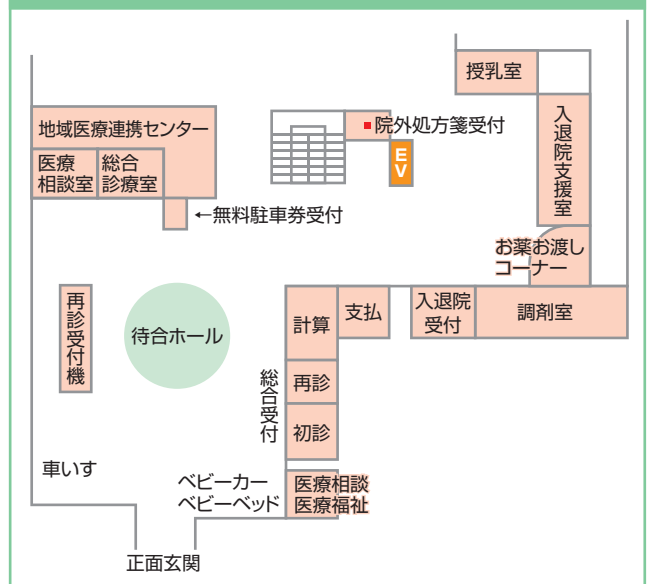 授乳室
院外処方箋受付
EV
入退院支援室
地域医療連携センター
医療
相談室
総合
診療室
←無料駐車券受付
お薬お渡し
コーナー
再診受付機
待合ホール
計算
支払
入退院
受付
調剤室
総合受付
再診
初診
車いす
ベビーカー
ベビーベッド
医療相談
医療福祉
正面玄関